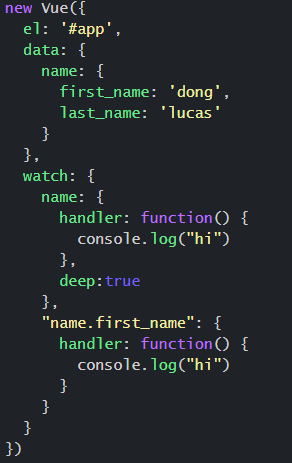 new Vue({
  el: '#app',
  data: {
    name: {
      first_name: 'dong',
      last_name: 'lucas'
    }
  },
  watch: {
    name: {
      handler: function() {
        console.log("hi")
      },
      deep:true
    },
    "name.first_name": {
      handler: function() {
        console.log("hi")
      }
    }
  }
})